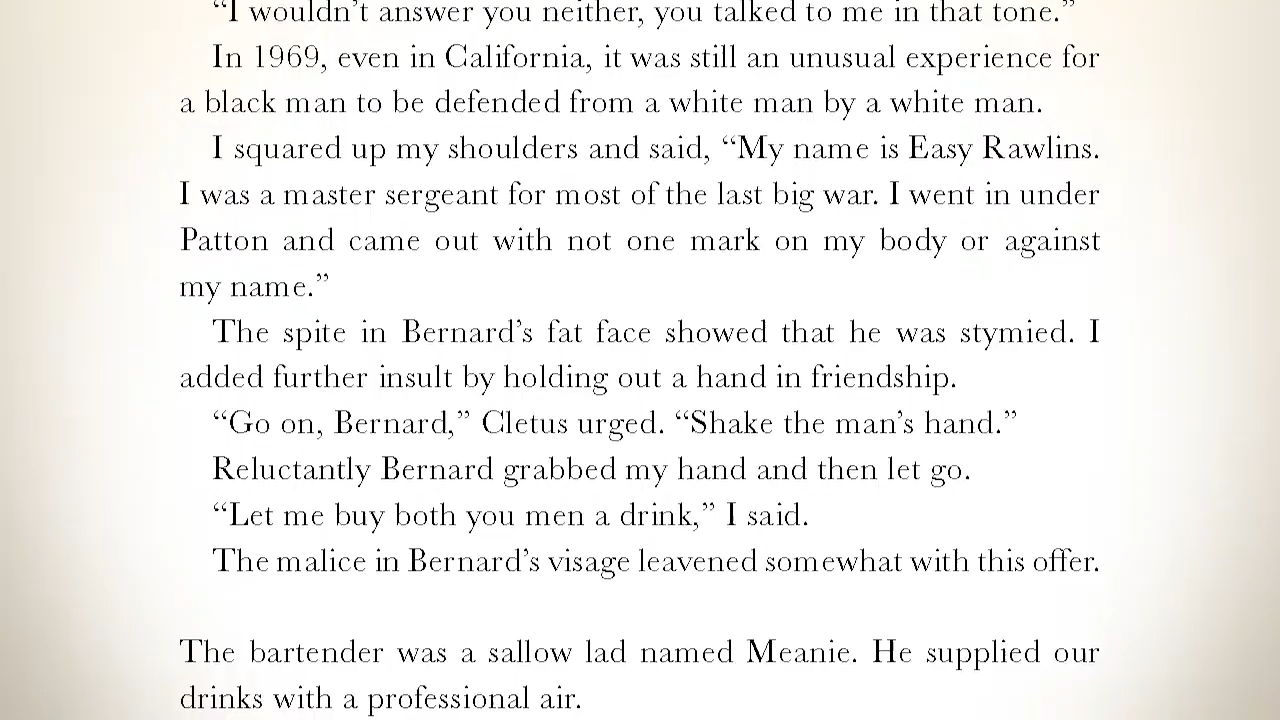 “I wouldn’t answer you neither, you talked to me in that tone.”
In 1969, even in California, it was still an unusual experience for
a black man to be defended from a white man by a white man.
I squared up my shoulders and said, “My name is Easy Rawlins.
I was a master sergeant for most of the last big war. I went in under
Patton and came out with not one mark on my body or against
my name.”
The spite in Bernard’s fat face showed that he was stymied. I
added further insult by holding out a hand in friendship.
“Go on, Bernard,” Cletus urged. “Shake the man’s hand.”
Reluctantly Bernard grabbed my hand and then let go.
“Let me buy both you men a drink,” I said.
The malice in Bernard’s visage leavened somewhat with this offer.
The bartender was a sallow lad named Meanie. He supplied our
drinks with a professional air.